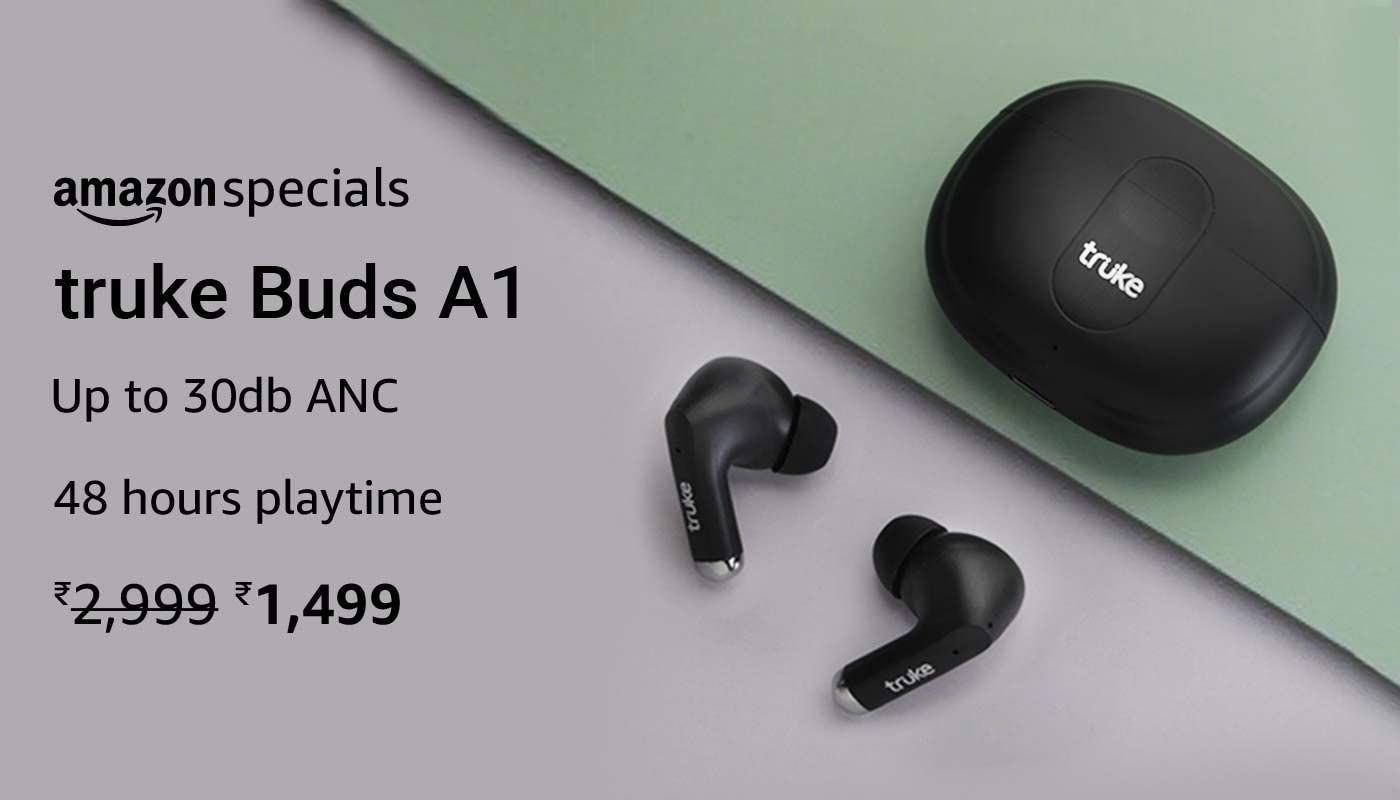 amazon specials
truke Buds A1
Up to 30db ANC
48 hours playtime
₹2,999 ₹1,499
truke
truke
truke